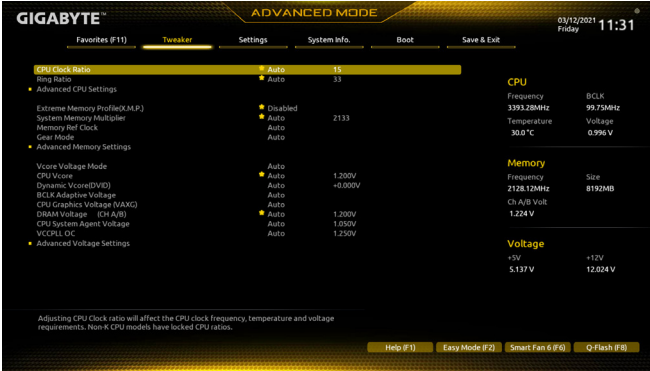 GIGABYTE™
ADVANCED MODE
03/12/2021
Friday
11:31
Favorites (F11) Tweaker Settings System Info. Boot Save & Exit
CPU Clock Ratio Auto 15
Ring Ratio Auto 33
Advanced CPU Settings
Extreme Memory Profile(X.M.P.) Disabled
System Memory Multiplier Auto 2133
Memory Ref Clock Auto
Gear Mode Auto
Advanced Memory Settings
Vcore Voltage Mode Auto
CPU Vcore Auto 1.200V
Dynamic Vcore(DVID) Auto +0.000V
BCLK Adaptive Voltage Auto
CPU Graphics Voltage (VAXG) Auto
DRAM Voltage (CH A/B) Auto 1.200V
CPU System Agent Voltage Auto 1.050V
VCCPLL OC Auto 1.250V
Advanced Voltage Settings
CPU
Frequency BCLK
3393.28MHz 99.75MHz
Temperature Voltage
30.0 °C 0.996 V
Memory
Frequency Size
2128.12MHz 8192MB
Ch A/B Volt
1.224 V
Voltage
+5V +12V
5.137 V 12.024 V
Adjusting CPU Clock ratio will affect the CPU clock frequency, temperature and voltage
requirements. Non-K CPU models have locked CPU ratios.
Help (F1) Easy Mode (F2) Smart Fan 6 (F6) Q-Flash (F8)